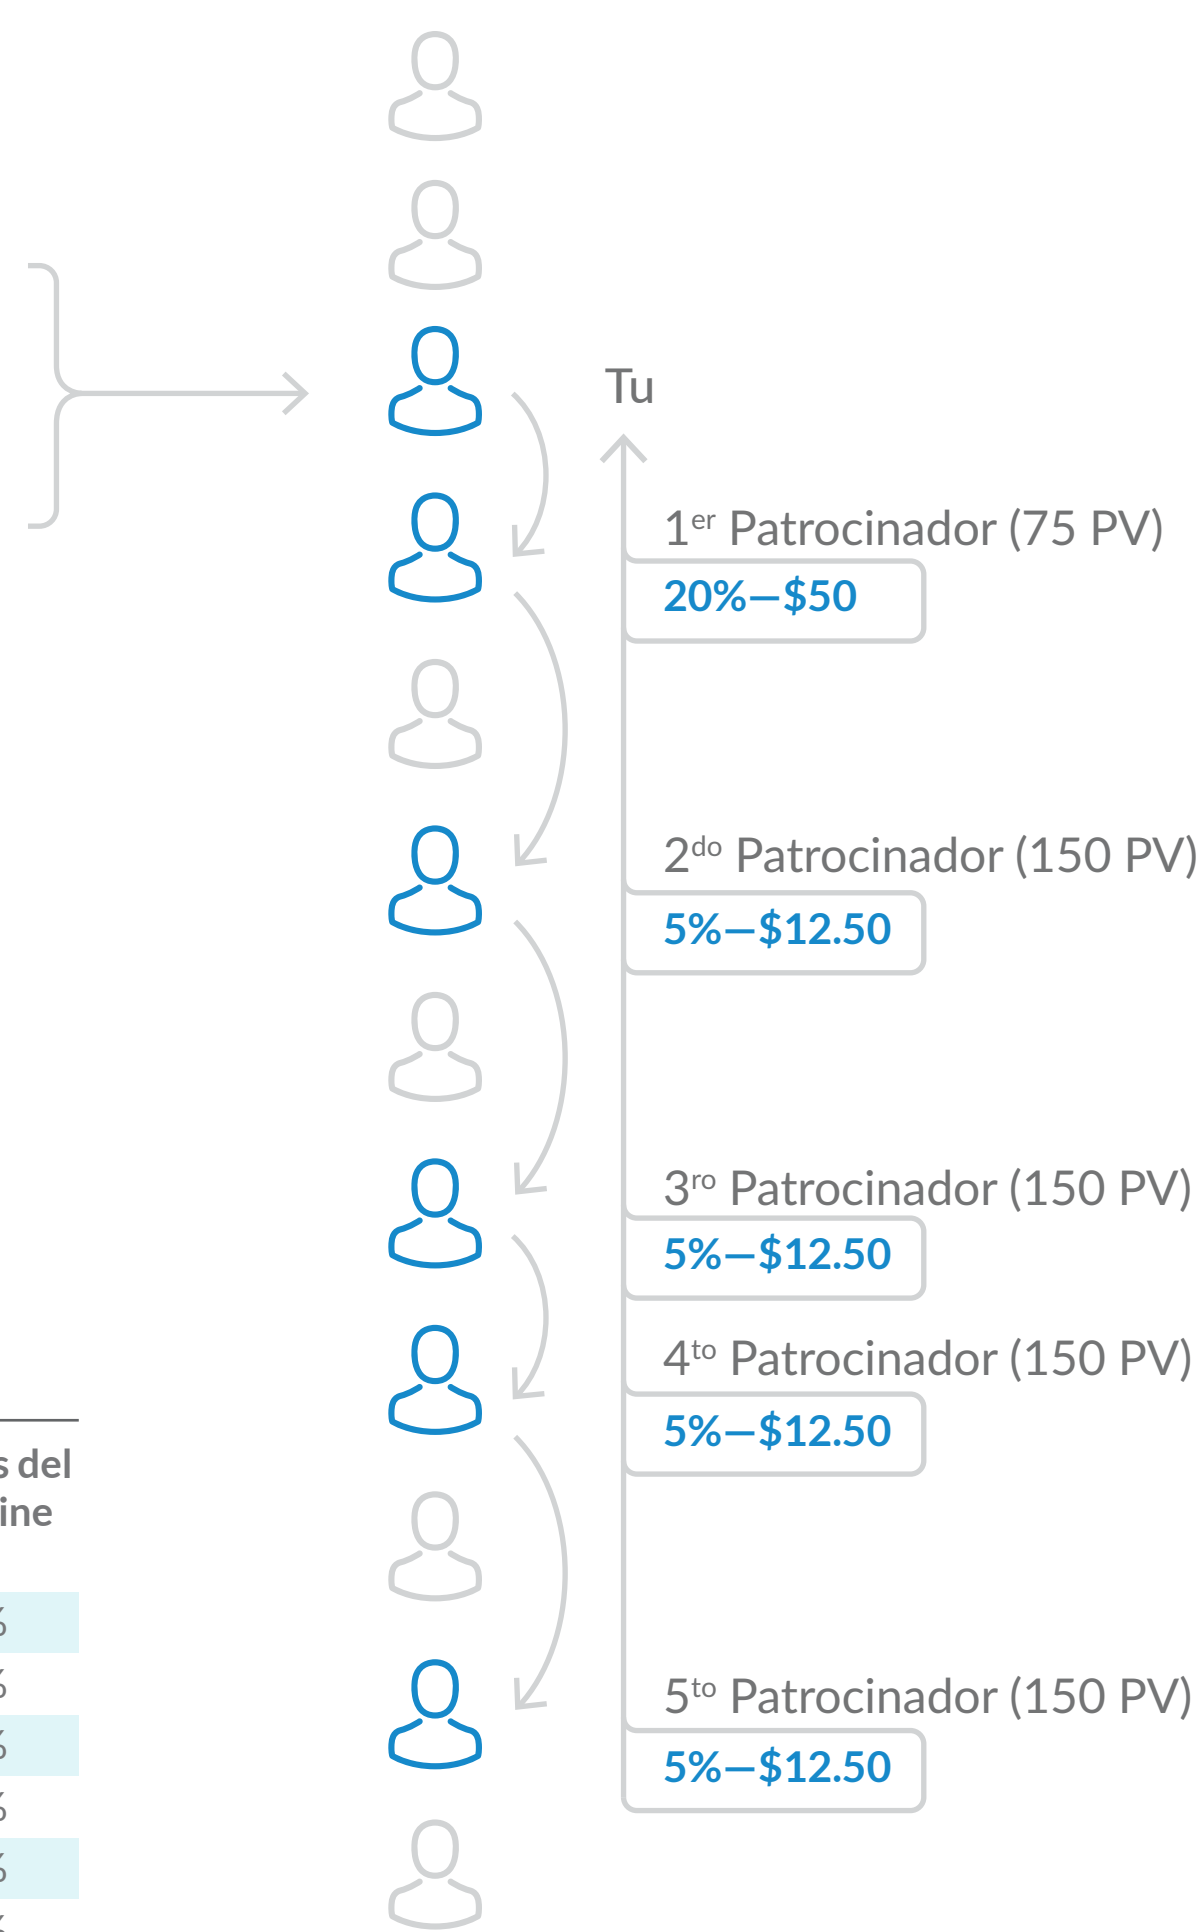 Tu
1er Patrocinador (75 PV)
20%—$50
2do Patrocinador (150 PV)
5%—$12.50
3ro Patrocinador (150 PV)
5%—$12.50
4to Patrocinador (150 PV)
5%—$12.50
5to Patrocinador (150 PV)
5%—$12.50
del